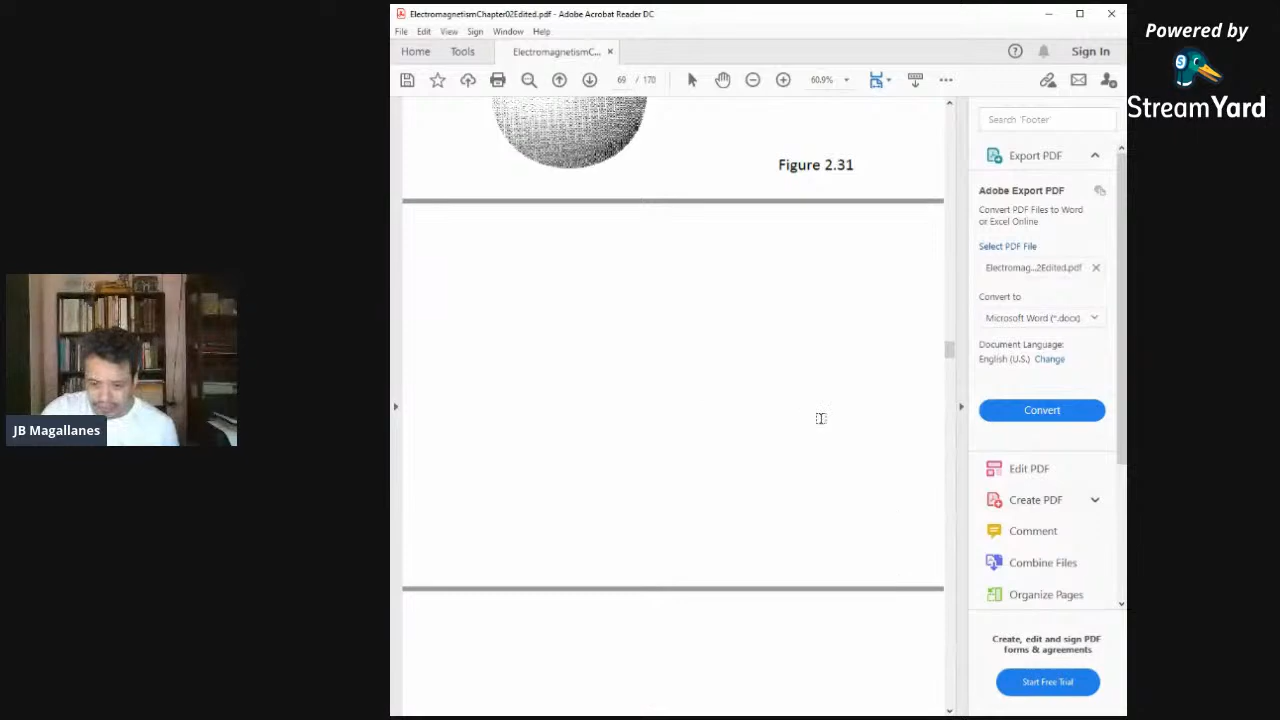 ElectromagnetismChapter02Edited.pdf - Adobe Acrobat Reader DC
File Edit View Sign Window Help
Home Tools ElectromagnetismC... × Sign In
69 / 170 60.9%
Figure 2.31
Search 'Footer'
Export PDF
Adobe Export PDF
Convert PDF Files to Word
or Excel Online
Select PDF File
Electromag...2Edited.pdf
Convert to
Microsoft Word (*.docx)
Document Language:
English (U.S.) Change
Convert
Edit PDF
Create PDF
Comment
Combine Files
Organize Pages
Create, edit and sign PDF
forms & agreements
Start Free Trial
JB Magallanes
Powered by
StreamYard